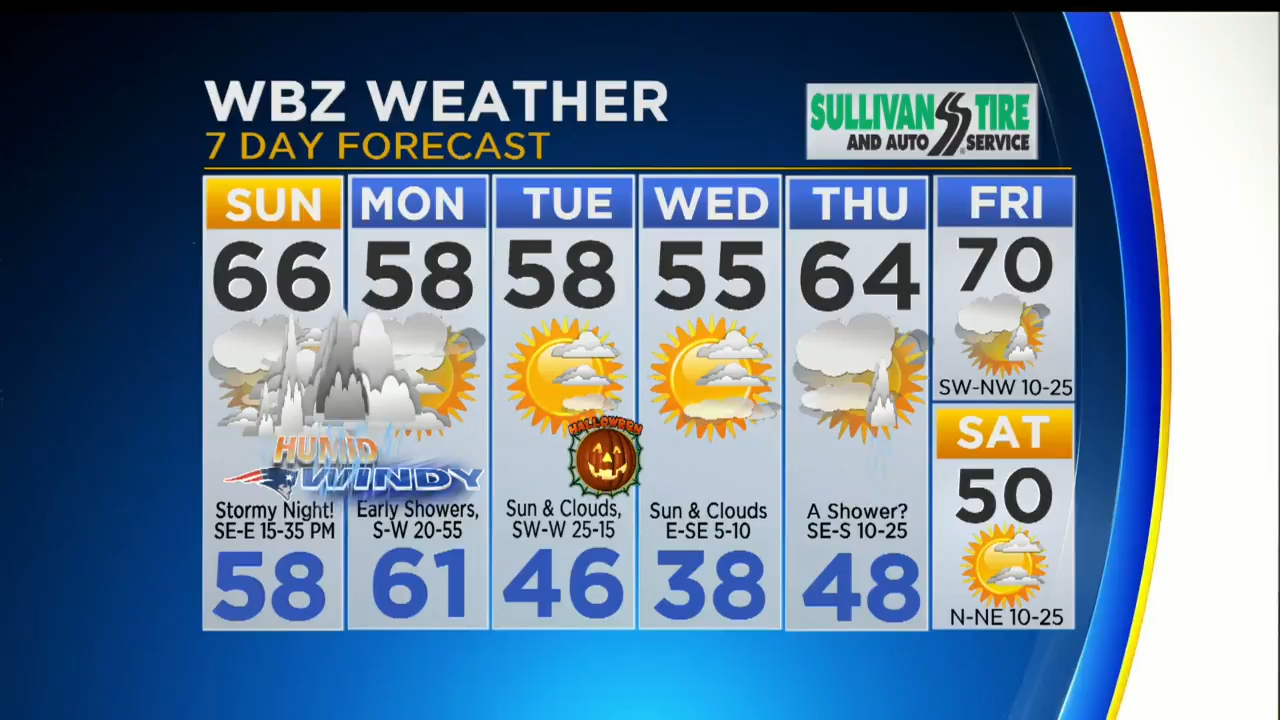 WBZ WEATHER
7 DAY FORECAST
SULLIVAN TIRE
AND AUTO SERVICE
SUN
66
HUMID
Stormy Night!
SE-E 15-35 PM
58
MON
58
WINDY
Early Showers,
S-W 20-55
61
TUE
58
HALLOWEEN
Sun & Clouds,
SW-W 25-15
46
WED
55
Sun & Clouds
E-SE 5-10
38
THU
64
A Shower?
SE-S 10-25
48
FRI
70
SW-NW 10-25
SAT
50
N-NE 10-25